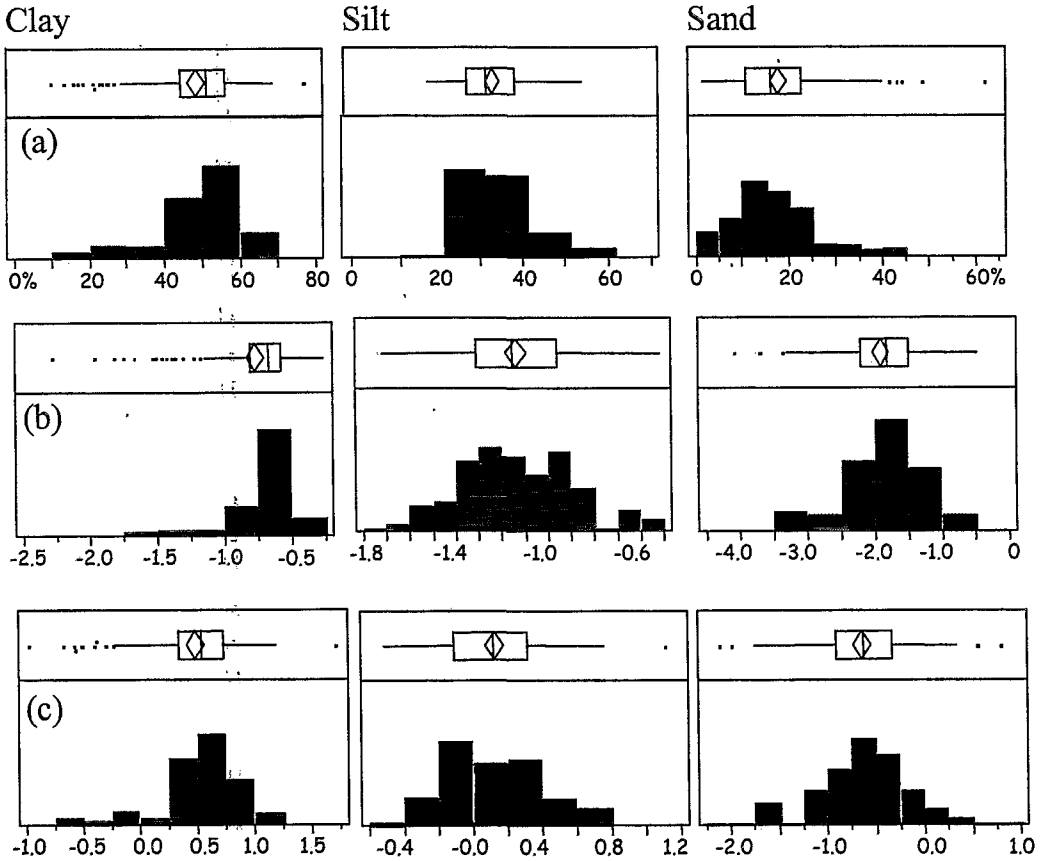 Clay Silt Sand
(a)
0% 20 40 60 80 0 20 40 60 0 20 40 60%
(b)
-2.5 -2.0 -1.5 -1.0 -0.5 -1.8 -1.4 -1.0 -0.6 -4.0 -3.0 -2.0 -1.0 0
(c)
-1.0 0.0 0.5 1.0 1.5 -0.4 -0.0 0.4 0.8 1.2 -2.0 -1.0 0.0 1.0